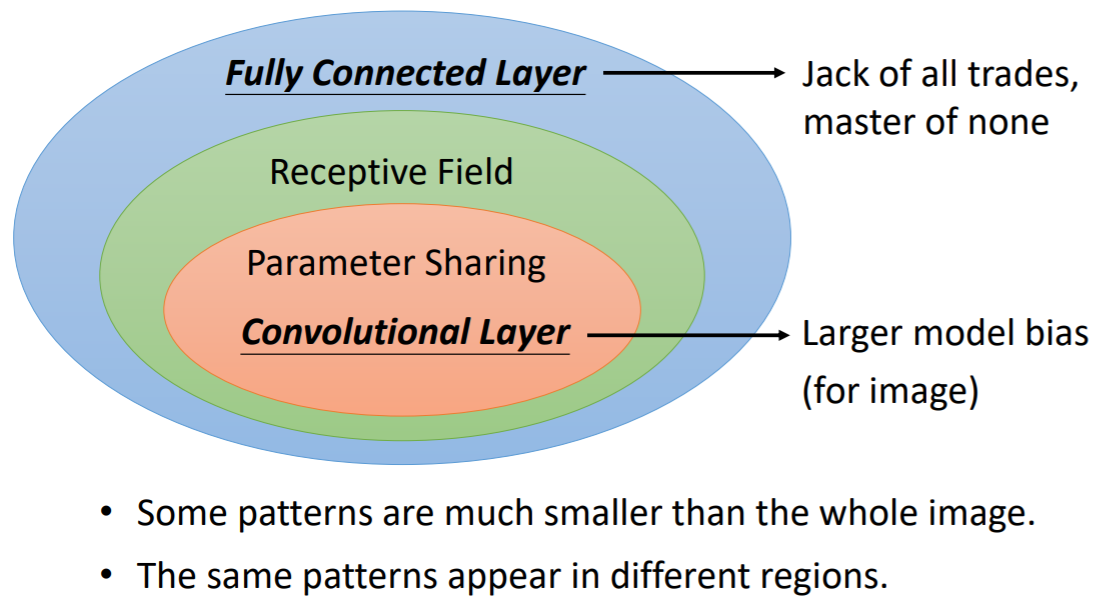 Fully Connected Layer
Jack of all trades,
master of none
Receptive Field
Parameter Sharing
Convolutional Layer
Larger model bias
(for image)
• Some patterns are much smaller than the whole image.
• The same patterns appear in different regions.